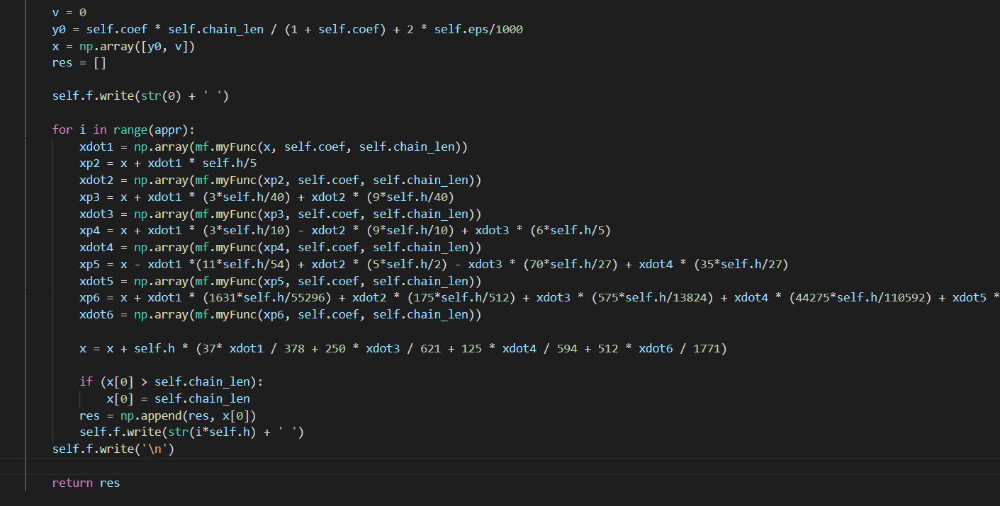 v = 0
y0 = self.coef * self.chain_len / (1 + self.coef) + 2 * self.eps/1000
x = np.array([y0, v])
res = []
self.f.write(str(0) + ' ')
for i in range(appr):
xdot1 = np.array(mf.myFunc(x, self.coef, self.chain_len))
xp2 = x + xdot1 * self.h/5
xdot2 = np.array(mf.myFunc(xp2, self.coef, self.chain_len))
xp3 = x + xdot1 * (3*self.h/40) + xdot2 * (9*self.h/40)
xdot3 = np.array(mf.myFunc(xp3, self.coef, self.chain_len))
xp4 = x + xdot1 * (3*self.h/10) - xdot2 * (9*self.h/10) + xdot3 * (6*self.h/5)
xdot4 = np.array(mf.myFunc(xp4, self.coef, self.chain_len))
xp5 = x - xdot1 *(11*self.h/54) + xdot2 * (5*self.h/2) - xdot3 * (70*self.h/27) + xdot4 * (35*self.h/27)
xdot5 = np.array(mf.myFunc(xp5, self.coef, self.chain_len))
xp6 = x + xdot1 * (1631*self.h/55296) + xdot2 * (175*self.h/512) + xdot3 * (575*self.h/13824) + xdot4 * (44275*self.h/110592) + xdot5 *
xdot6 = np.array(mf.myFunc(xp6, self.coef, self.chain_len))
x = x + self.h * (37* xdot1 / 378 + 250 * xdot3 / 621 + 125 * xdot4 / 594 + 512 * xdot6 / 1771)
if (x[0] > self.chain_len):
x[0] = self.chain_len
res = np.append(res, x[0])
self.f.write(str(i*self.h) + ' ')
self.f.write('\n')
return res